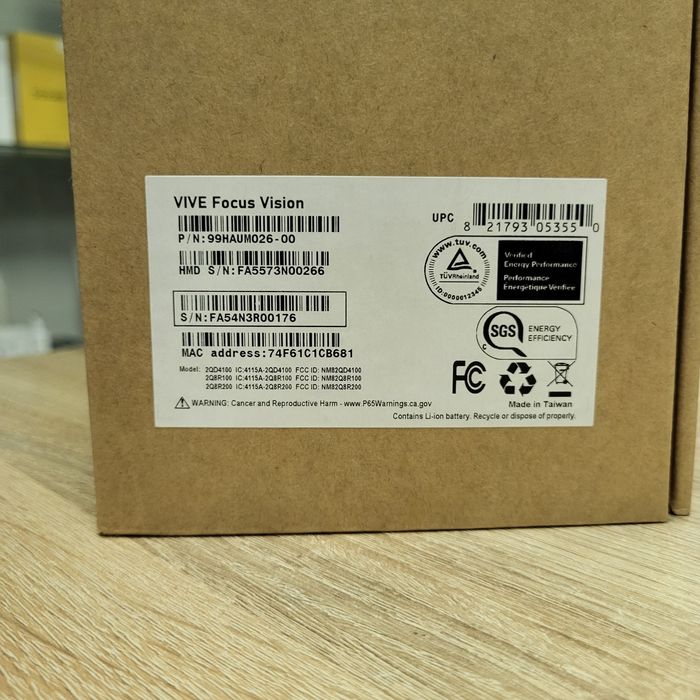 VIVE Focus Vision
P/N:99HAUM026-00
HMD S/N:FA5573N00266
S/N:FA54N3R00176
MAC address:74F61C1CB681
Model: 2QD4100 IC:4115A-2QD4100 FCC ID: NM82QD4100
2Q8R100 IC:4115A-2Q8R100 FCC ID: NM82Q8R100
2Q8R200 IC:4115A-2Q8R200 FCC ID: NM82Q8R200
WARNING: Cancer and Reproductive Harm - www.P65Warnings.ca.gov
UPC
8 21793 05355 0
www.tuv.com
TÜVRheinland
ID:0000012345
Verified
Energy Performance
Performance
Énergétique Vérifiée
SGS
C
ENERGY
EFFICIENCY
FC
Made in Taiwan
Contains Li-ion battery. Recycle or dispose of properly.